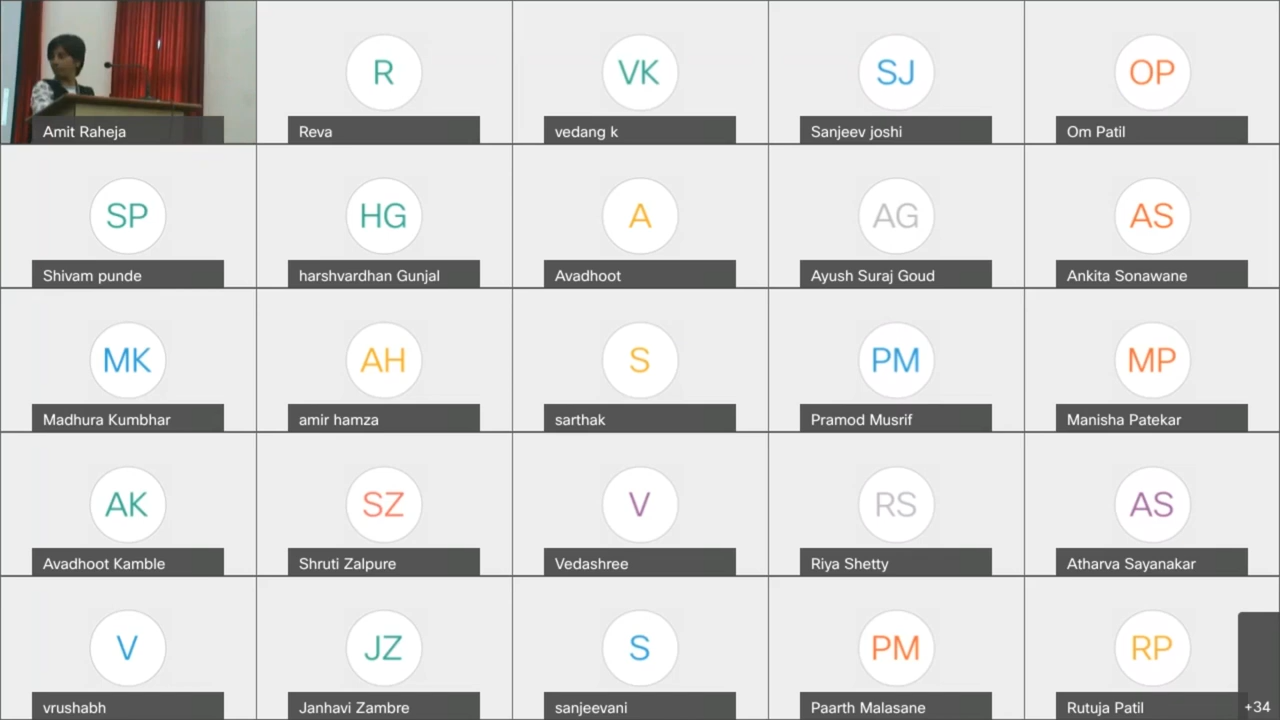 Amit Raheja
R
Reva
VK
vedang k
SJ
Sanjeev joshi
OP
Om Patil
SP
Shivam punde
HG
harshvardhan Gunjal
A
Avadhoot
AG
Ayush Suraj Goud
AS
Ankita Sonawane
MK
Madhura Kumbhar
AH
amir hamza
S
sarthak
PM
Pramod Musrif
MP
Manisha Patekar
AK
Avadhoot Kamble
SZ
Shruti Zalpure
V
Vedashree
RS
Riya Shetty
AS
Atharva Sayanakar
V
vrushabh
JZ
Janhavi Zambre
S
sanjeevani
PM
Paarth Malasane
RP
Rutuja Patil
+34